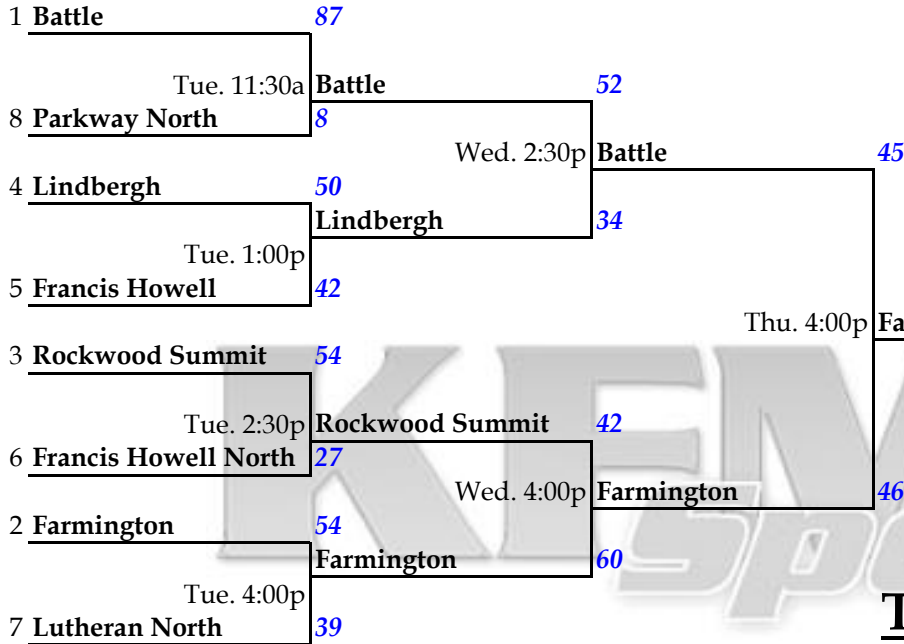 1 Battle 87
Tue. 11:30a Battle 52
8 Parkway North 8
Wed. 2:30p Battle 45
4 Lindbergh 50
Lindbergh 34
Tue. 1:00p
5 Francis Howell 42
Thu. 4:00p Fa
3 Rockwood Summit 54
Tue. 2:30p Rockwood Summit 42
6 Francis Howell North 27
Wed. 4:00p Farmington 46
2 Farmington 54
Farmington 60
Tue. 4:00p
7 Lutheran North 39
T